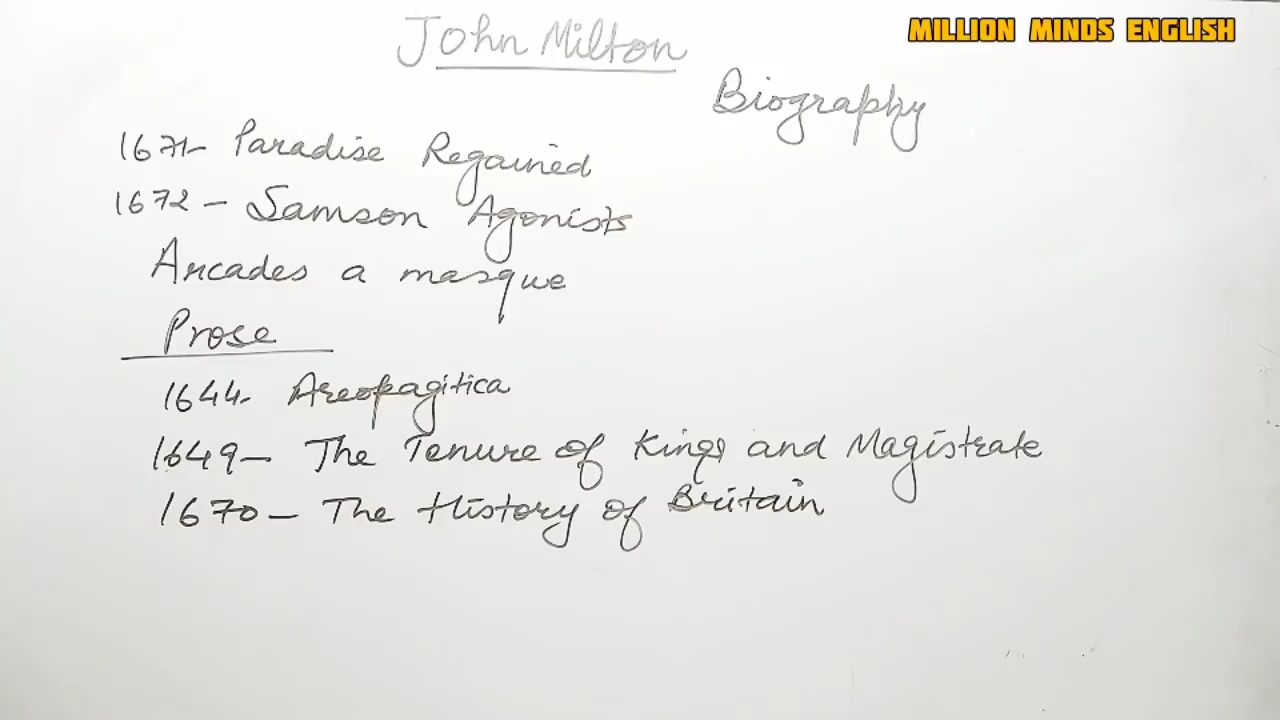 John Milton
MILLION MINDS ENGLISH
Biography
1671- Paradise Regained
1672- Samson Agonists
Arcades a masque
Prose
1644- Areopagitica
1649- The Tenure of Kings and Magistrate
1670- The History of Britain